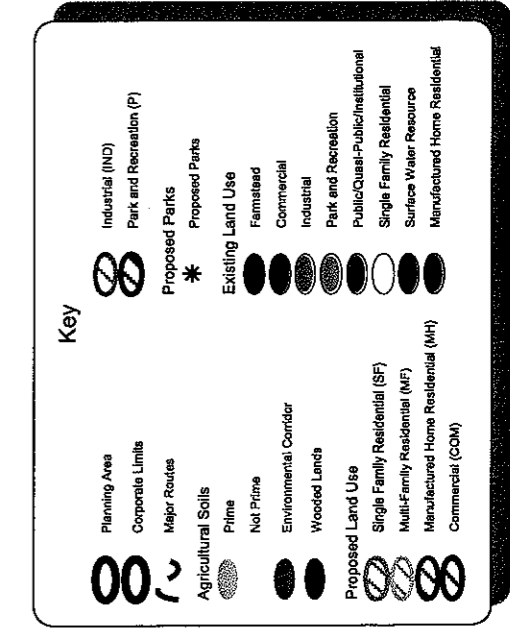 Key
Planning Area
Corporate Limits
Major Routes
Agricultural Soils
Prime
Not Prime
Environmental Corridor
Wooded Lands
Proposed Land Use
Single Family Residential (SF)
Multi-Family Residential (MF)
Manufactured Home Residential (MH)
Commercial (COM)
Industrial (IND)
Park and Recreation (P)
Proposed Parks
Proposed Parks
Existing Land Use
Farmstead
Commercial
Industrial
Park and Recreation
Public/Quasi-Public/Institutional
Single Family Residential
Surface Water Resource
Manufactured Home Residential